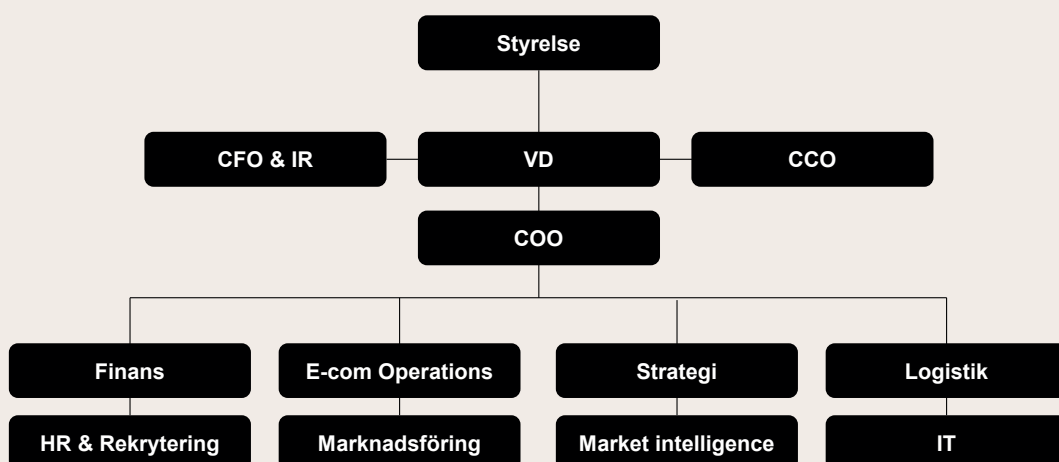 Styrelse
CFO & IR
VD
CCO
COO
Finans
E-com Operations
Strategi
Logistik
HR & Rekrytering
Marknadsföring
Market intelligence
IT